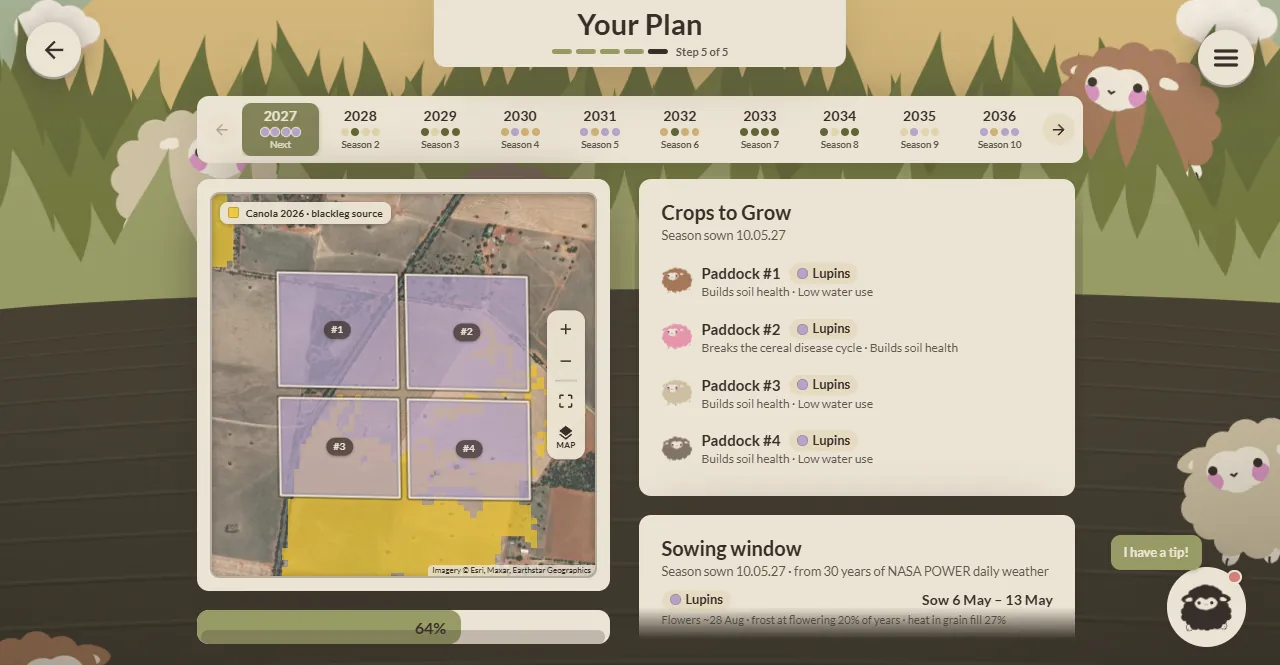 Your Plan
Step 5 of 5
2027
Next
2028
Season 2
2029
Season 3
2030
Season 4
2031
Season 5
2032
Season 6
2033
Season 7
2034
Season 8
2035
Season 9
2036
Season 10
Canola 2026 · blackleg source
#1
#2
#3
#4
MAP
Imagery © Esri, Maxar, Earthstar Geographics
64%
Crops to Grow
Season sown 10.05.27
Paddock #1 Lupins
Builds soil health · Low water use
Paddock #2 Lupins
Breaks the cereal disease cycle · Builds soil health
Paddock #3 Lupins
Builds soil health · Low water use
Paddock #4 Lupins
Builds soil health · Low water use
Sowing window
Season sown 10.05.27 · from 30 years of NASA POWER daily weather
Lupins Sow 6 May – 13 May
Flowers ~28 Aug · frost at flowering 20% of years · heat in grain fill 27%
I have a tip!